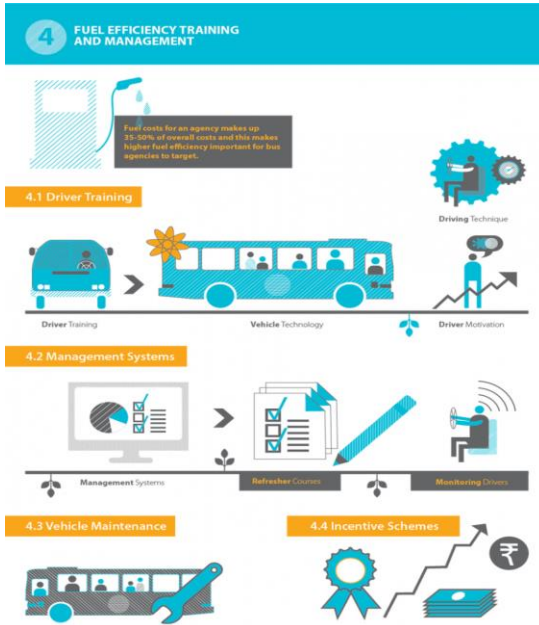 4
FUEL EFFICIENCY TRAINING
AND MANAGEMENT
Fuel costs for an agency makes up
35-50% of overall costs and this makes
higher fuel efficiency important for bus
agencies to target.
4.1 Driver Training
Driving Technique
Driver Training
Vehicle Technology
Driver Motivation
4.2 Management Systems
Management Systems
Refresher Courses
Monitoring Drivers
4.3 Vehicle Maintenance
4.4 Incentive Schemes
₹